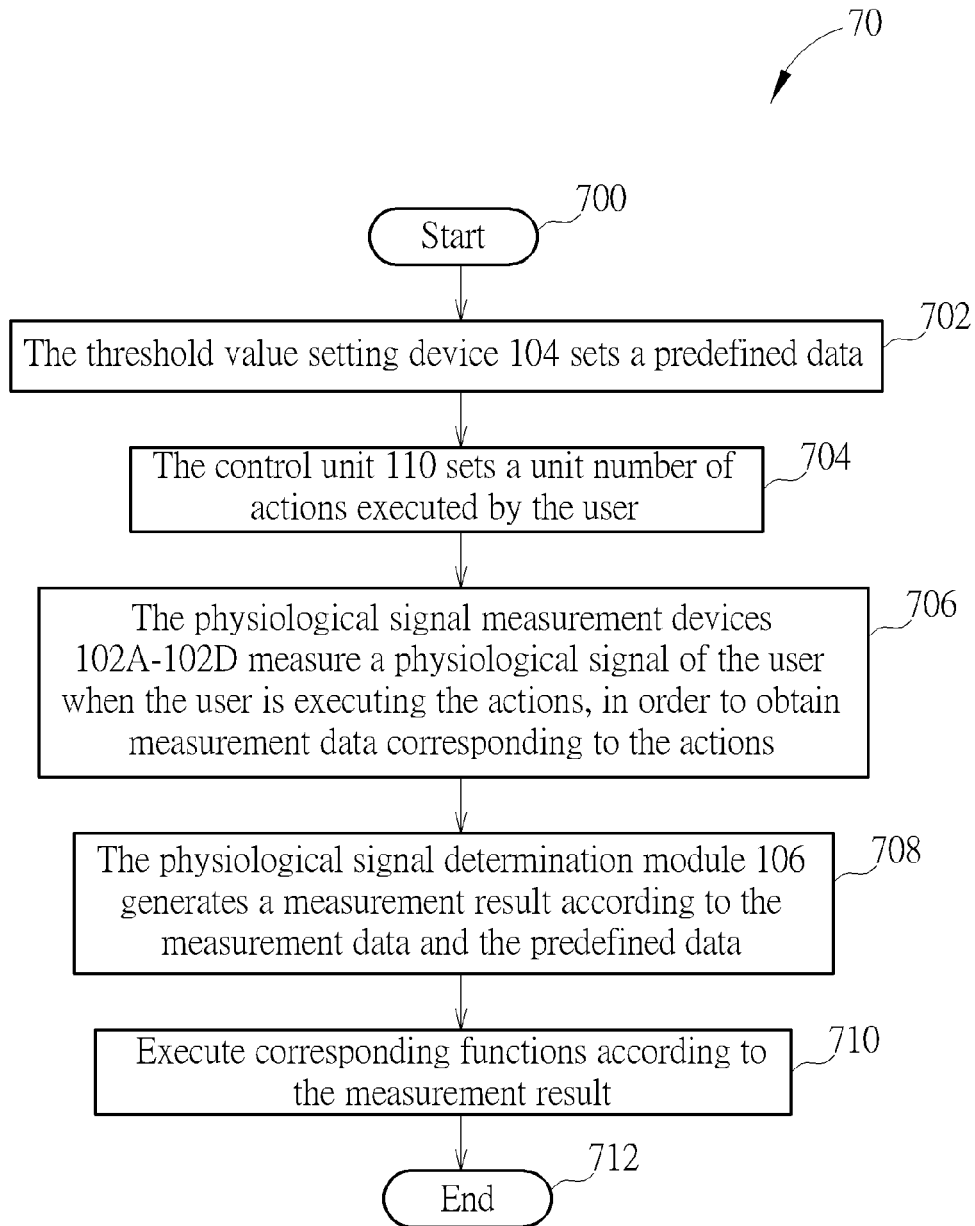 70
700
Start
702
The threshold value setting device 104 sets a predefined data
704
The control unit 110 sets a unit number of
actions executed by the user
706
The physiological signal measurement devices
102A-102D measure a physiological signal of the user
when the user is executing the actions, in order to obtain
measurement data corresponding to the actions
708
The physiological signal determination module 106
generates a measurement result according to the
measurement data and the predefined data
710
Execute corresponding functions according to
the measurement result
712
End